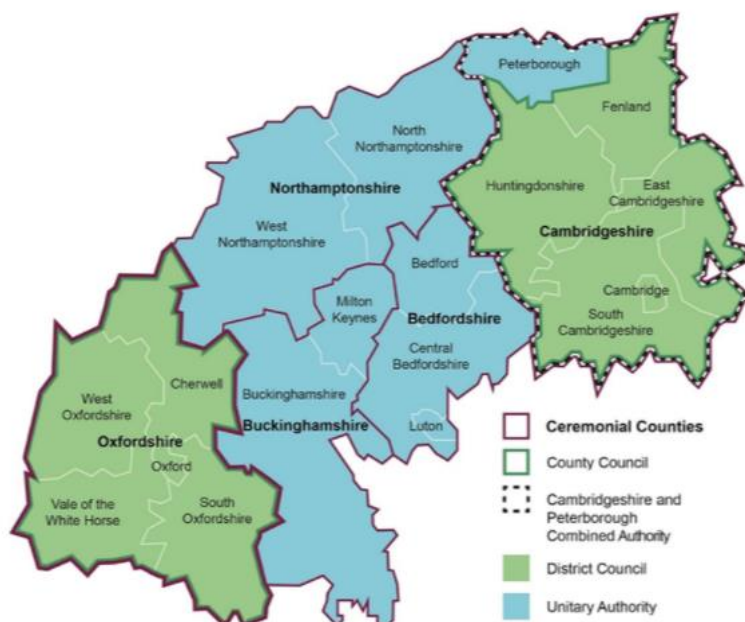 Peterborough
Fenland
North
Northamptonshire
Northamptonshire
Huntingdonshire
East
Cambridgeshire
West
Northamptonshire
Cambridgeshire
Bedford
Milton
Keynes
Cambridge
Bedfordshire
South
Cambridgeshire
Central
Bedfordshire
Cherwell
Buckinghamshire
West
Oxfordshire
Buckinghamshire
Luton
Oxfordshire
Oxford
Vale of the
White Horse
South
Oxfordshire
Ceremonial Counties
County Council
Cambridgeshire and
Peterborough
Combined Authority
District Council
Unitary Authority